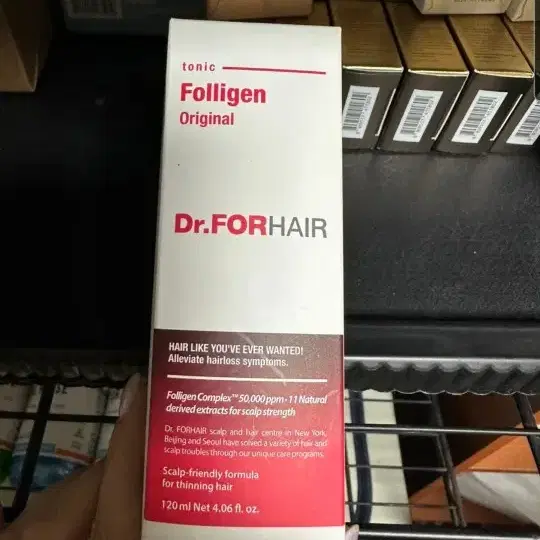 tonic
Folligen
Original
Dr.FORHAIR
HAIR LIKE YOU'VE EVER WANTED!
Alleviate hairloss symptoms.
Folligen Complex™ 50,000 ppm · 11 Natural
derived extracts for scalp strength
Dr. FORHAIR scalp and hair centre in New York,
Beijing and Seoul have solved a variety of hair and
scalp troubles through our unique care programs.
Scalp-friendly formula
for thinning hair
120 ml Net 4.06 fl. oz.